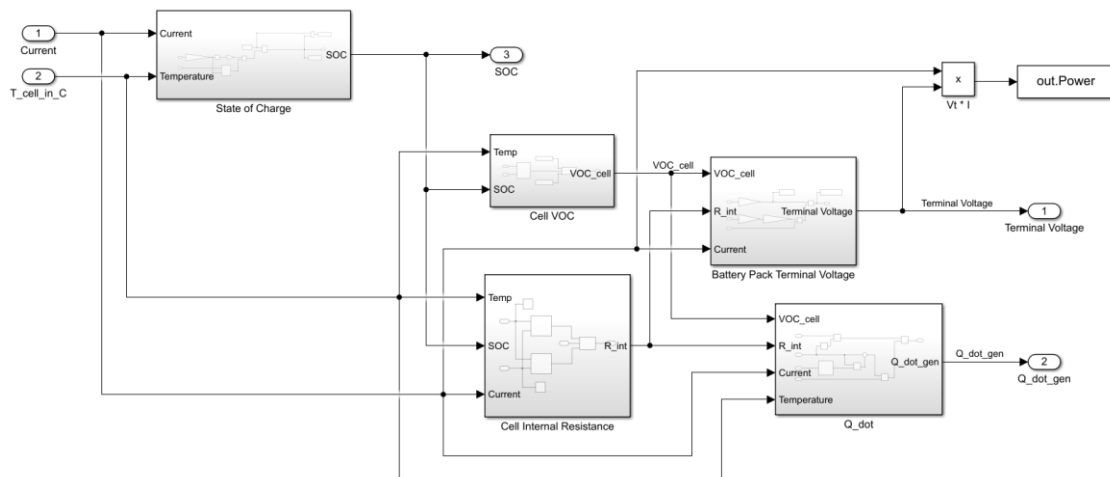 1
Current
2
T_cell_in_C
Current
Temperature
SOC
State of Charge
3
SOC
x
Vt * I
out.Power
Temp
SOC
VOC_cell
Cell VOC
VOC_cell
VOC_cell
R_int
Current
Terminal Voltage
Battery Pack Terminal Voltage
Terminal Voltage
1
Terminal Voltage
Temp
SOC
Current
R_int
Cell Internal Resistance
VOC_cell
R_int
Current
Temperature
Q_dot_gen
Q_dot
Q_dot_gen
2
Q_dot_gen